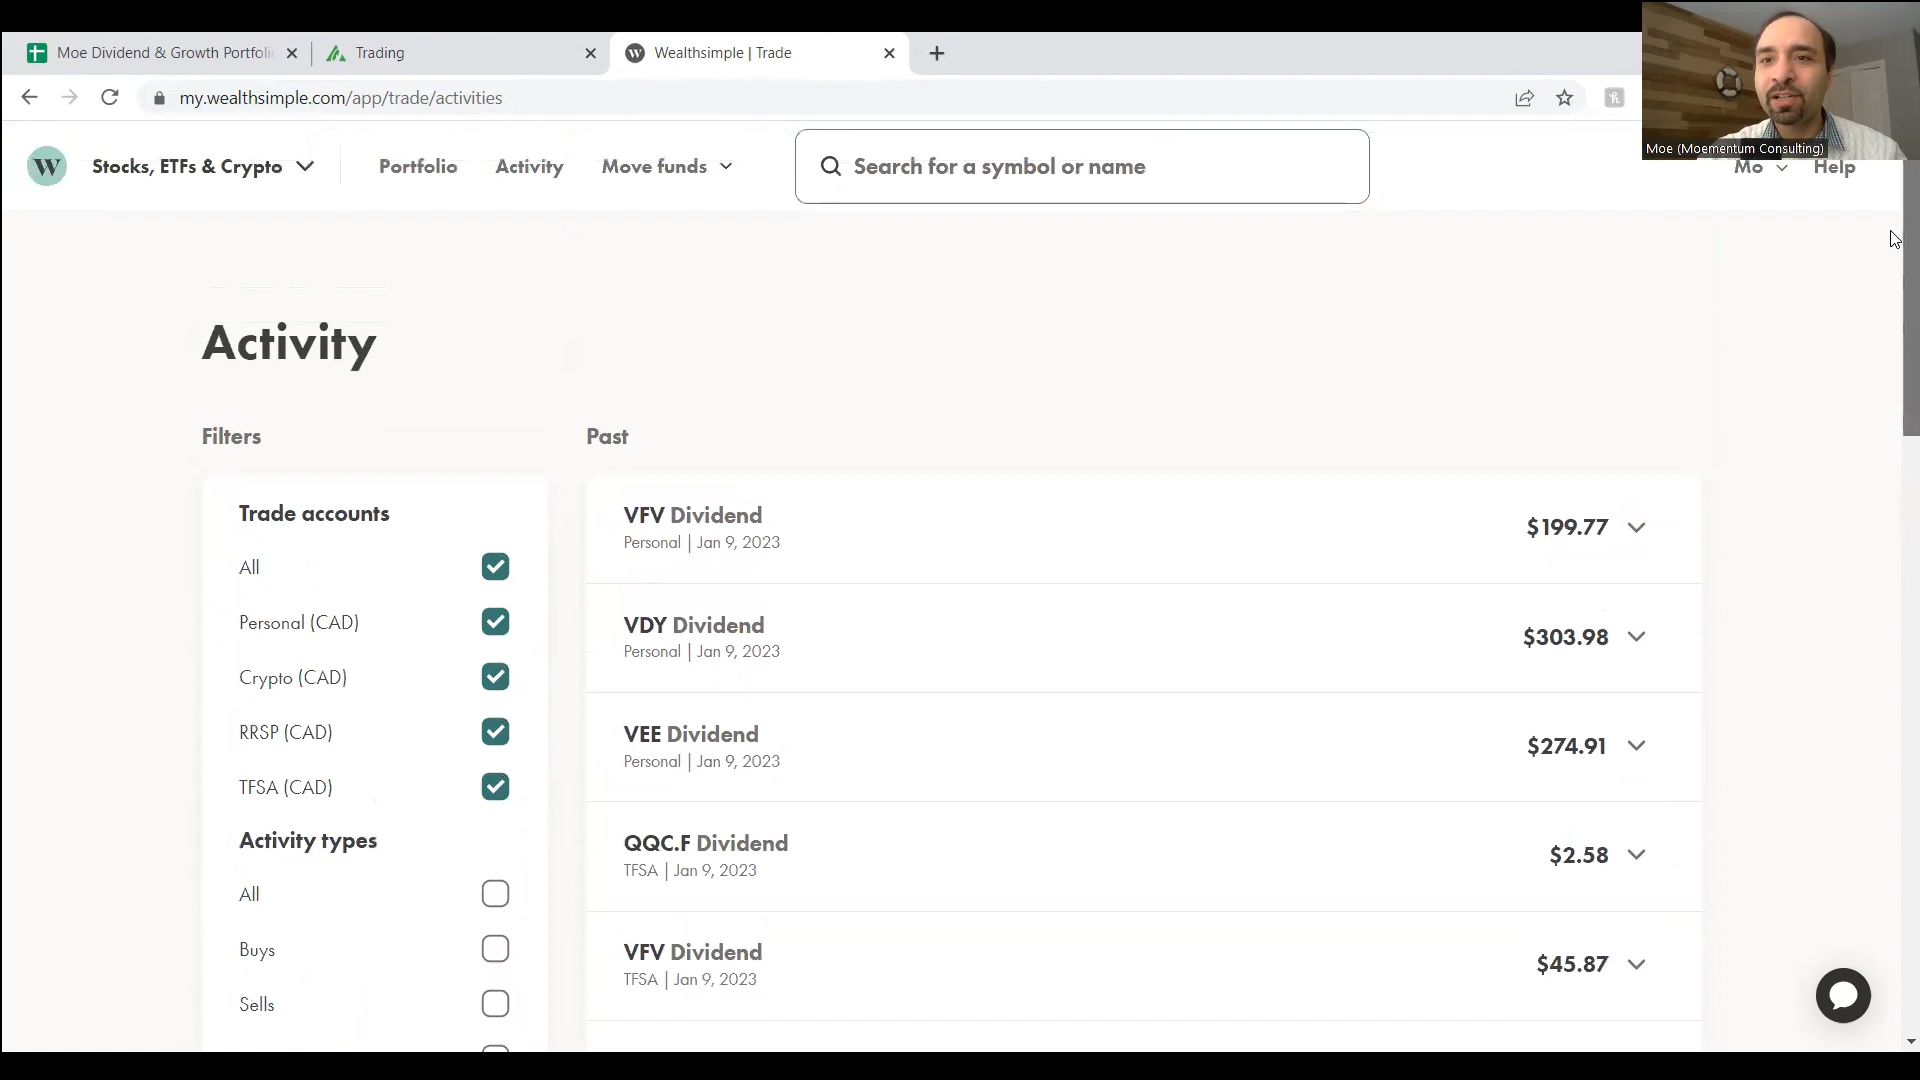 Moe Dividend & Growth Portfolio
Trading
Wealthsimple | Trade
my.wealthsimple.com/app/trade/activities
Moe (Moementum Consulting)
W
Stocks, ETFs & Crypto
Portfolio
Activity
Move funds
Search for a symbol or name
Mo
Help
Activity
Filters
Past
Trade accounts
All
Personal (CAD)
Crypto (CAD)
RRSP (CAD)
TFSA (CAD)
Activity types
All
Buys
Sells
VFV Dividend
Personal | Jan 9, 2023
$199.77
VDY Dividend
Personal | Jan 9, 2023
$303.98
VEE Dividend
Personal | Jan 9, 2023
$274.91
QQC.F Dividend
TFSA | Jan 9, 2023
$2.58
VFV Dividend
TFSA | Jan 9, 2023
$45.87